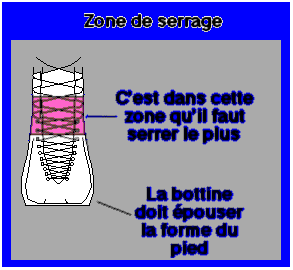 Zone de serrage
C'est dans cette
zone qu'il faut
serrer le plus
La bottine
doit épouser
la forme du
pied